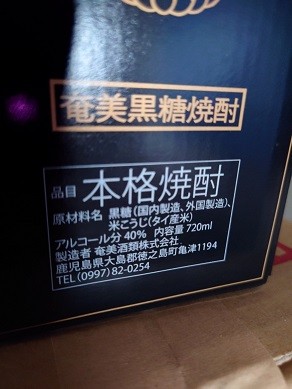 奄美黒糖焼酎
品目 本格焼酎
原材料名 黒糖(国内製造、外国製造)、
米こうじ(タイ産米)
アルコール分 40% 内容量 720ml
製造者 奄美酒類株式会社
鹿児島県大島郡徳之島町亀津1194
TEL(0997)82-0254